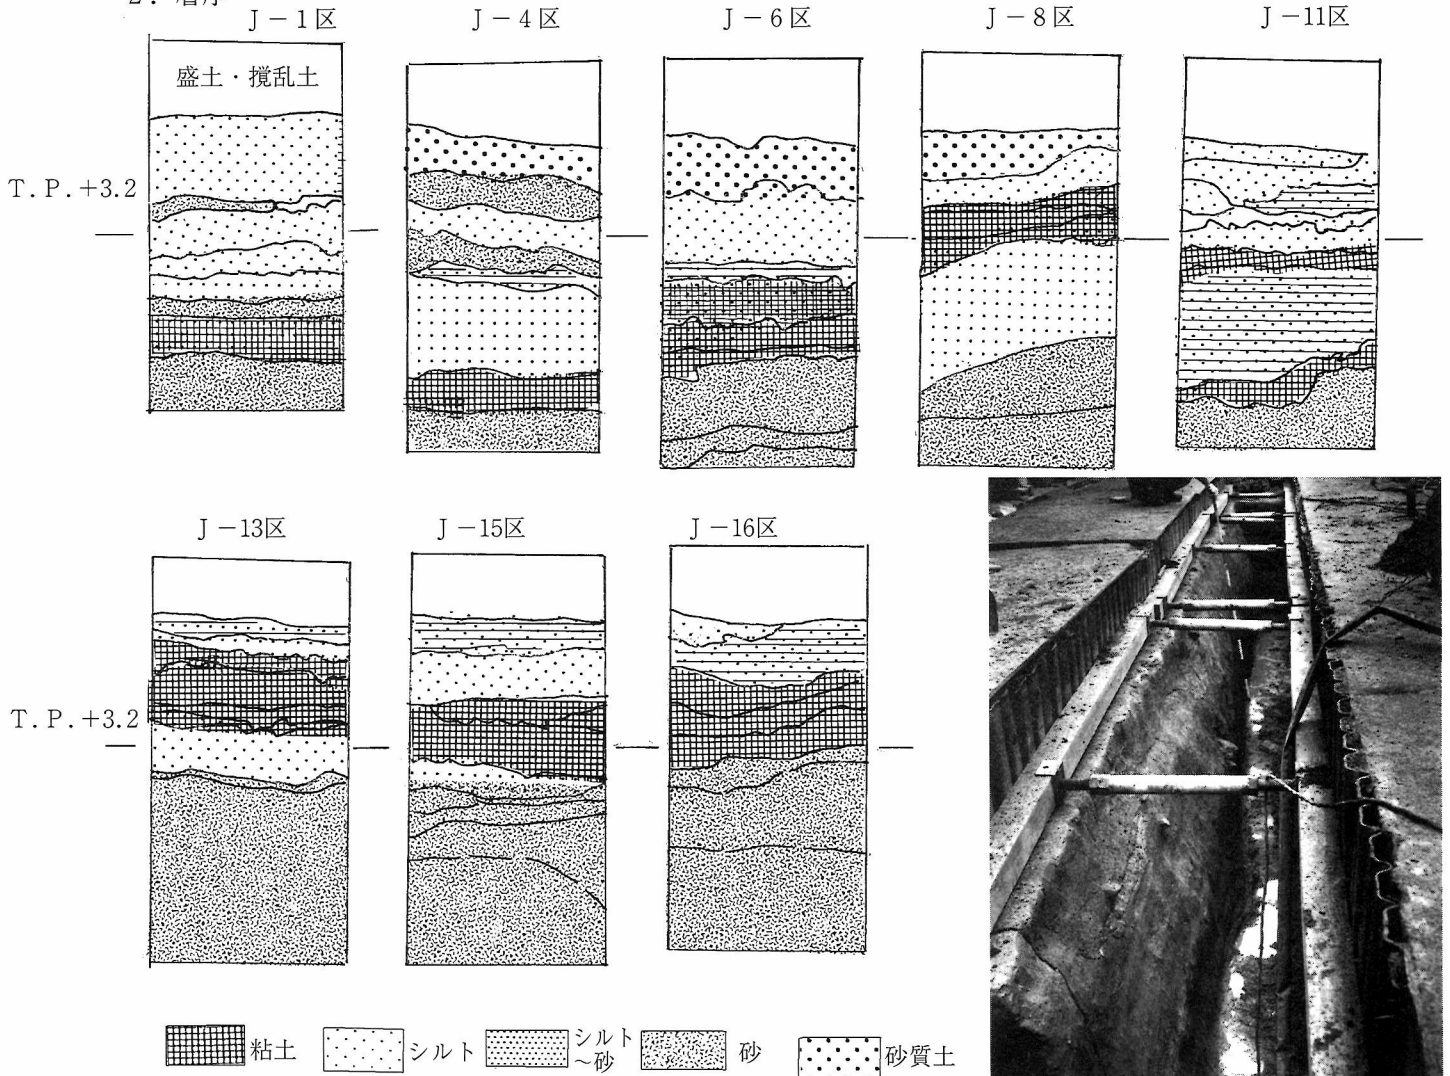 J－1区
J－4区
J－6区
J－8区
J－11区
盛土・撹乱土
T.P.+3.2
J－13区
J－15区
J－16区
T.P.+3.2
粘土
シルト
シルト
～砂
砂
砂質土